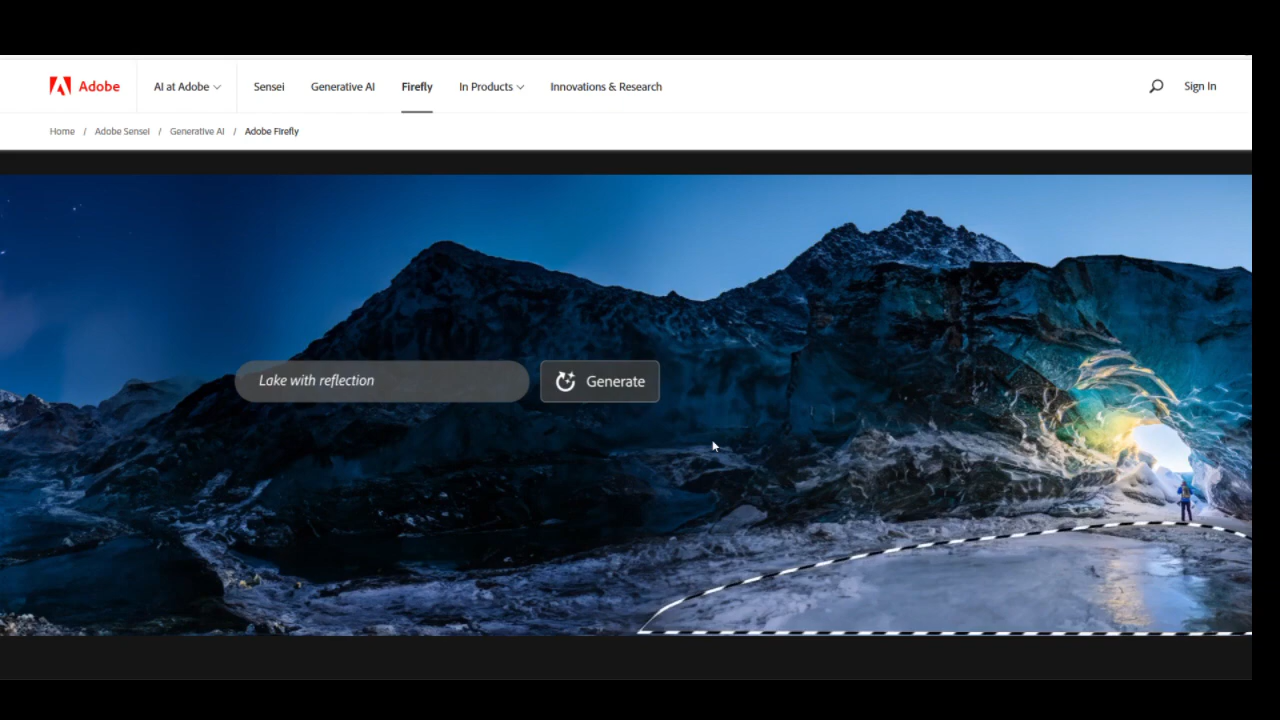 Adobe AI at Adobe Sensei Generative AI Firefly In Products Innovations & Research Sign In
Home / Adobe Sensei / Generative AI / Adobe Firefly
Lake with reflection Generate